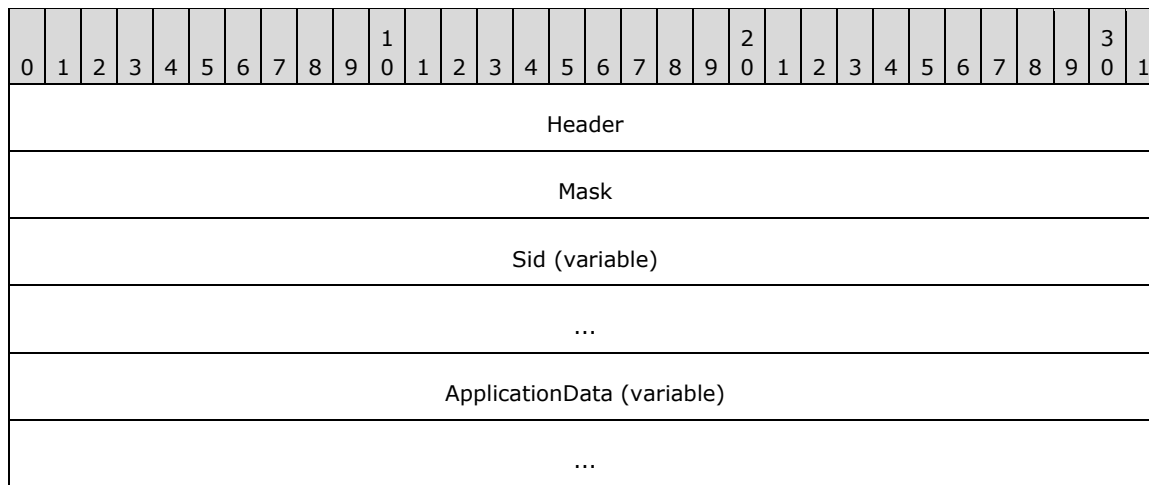 1 2 3
0 1 2 3 4 5 6 7 8 9 0 1 2 3 4 5 6 7 8 9 0 1 2 3 4 5 6 7 8 9 0 1
Header
Mask
Sid (variable)
...
ApplicationData (variable)
...